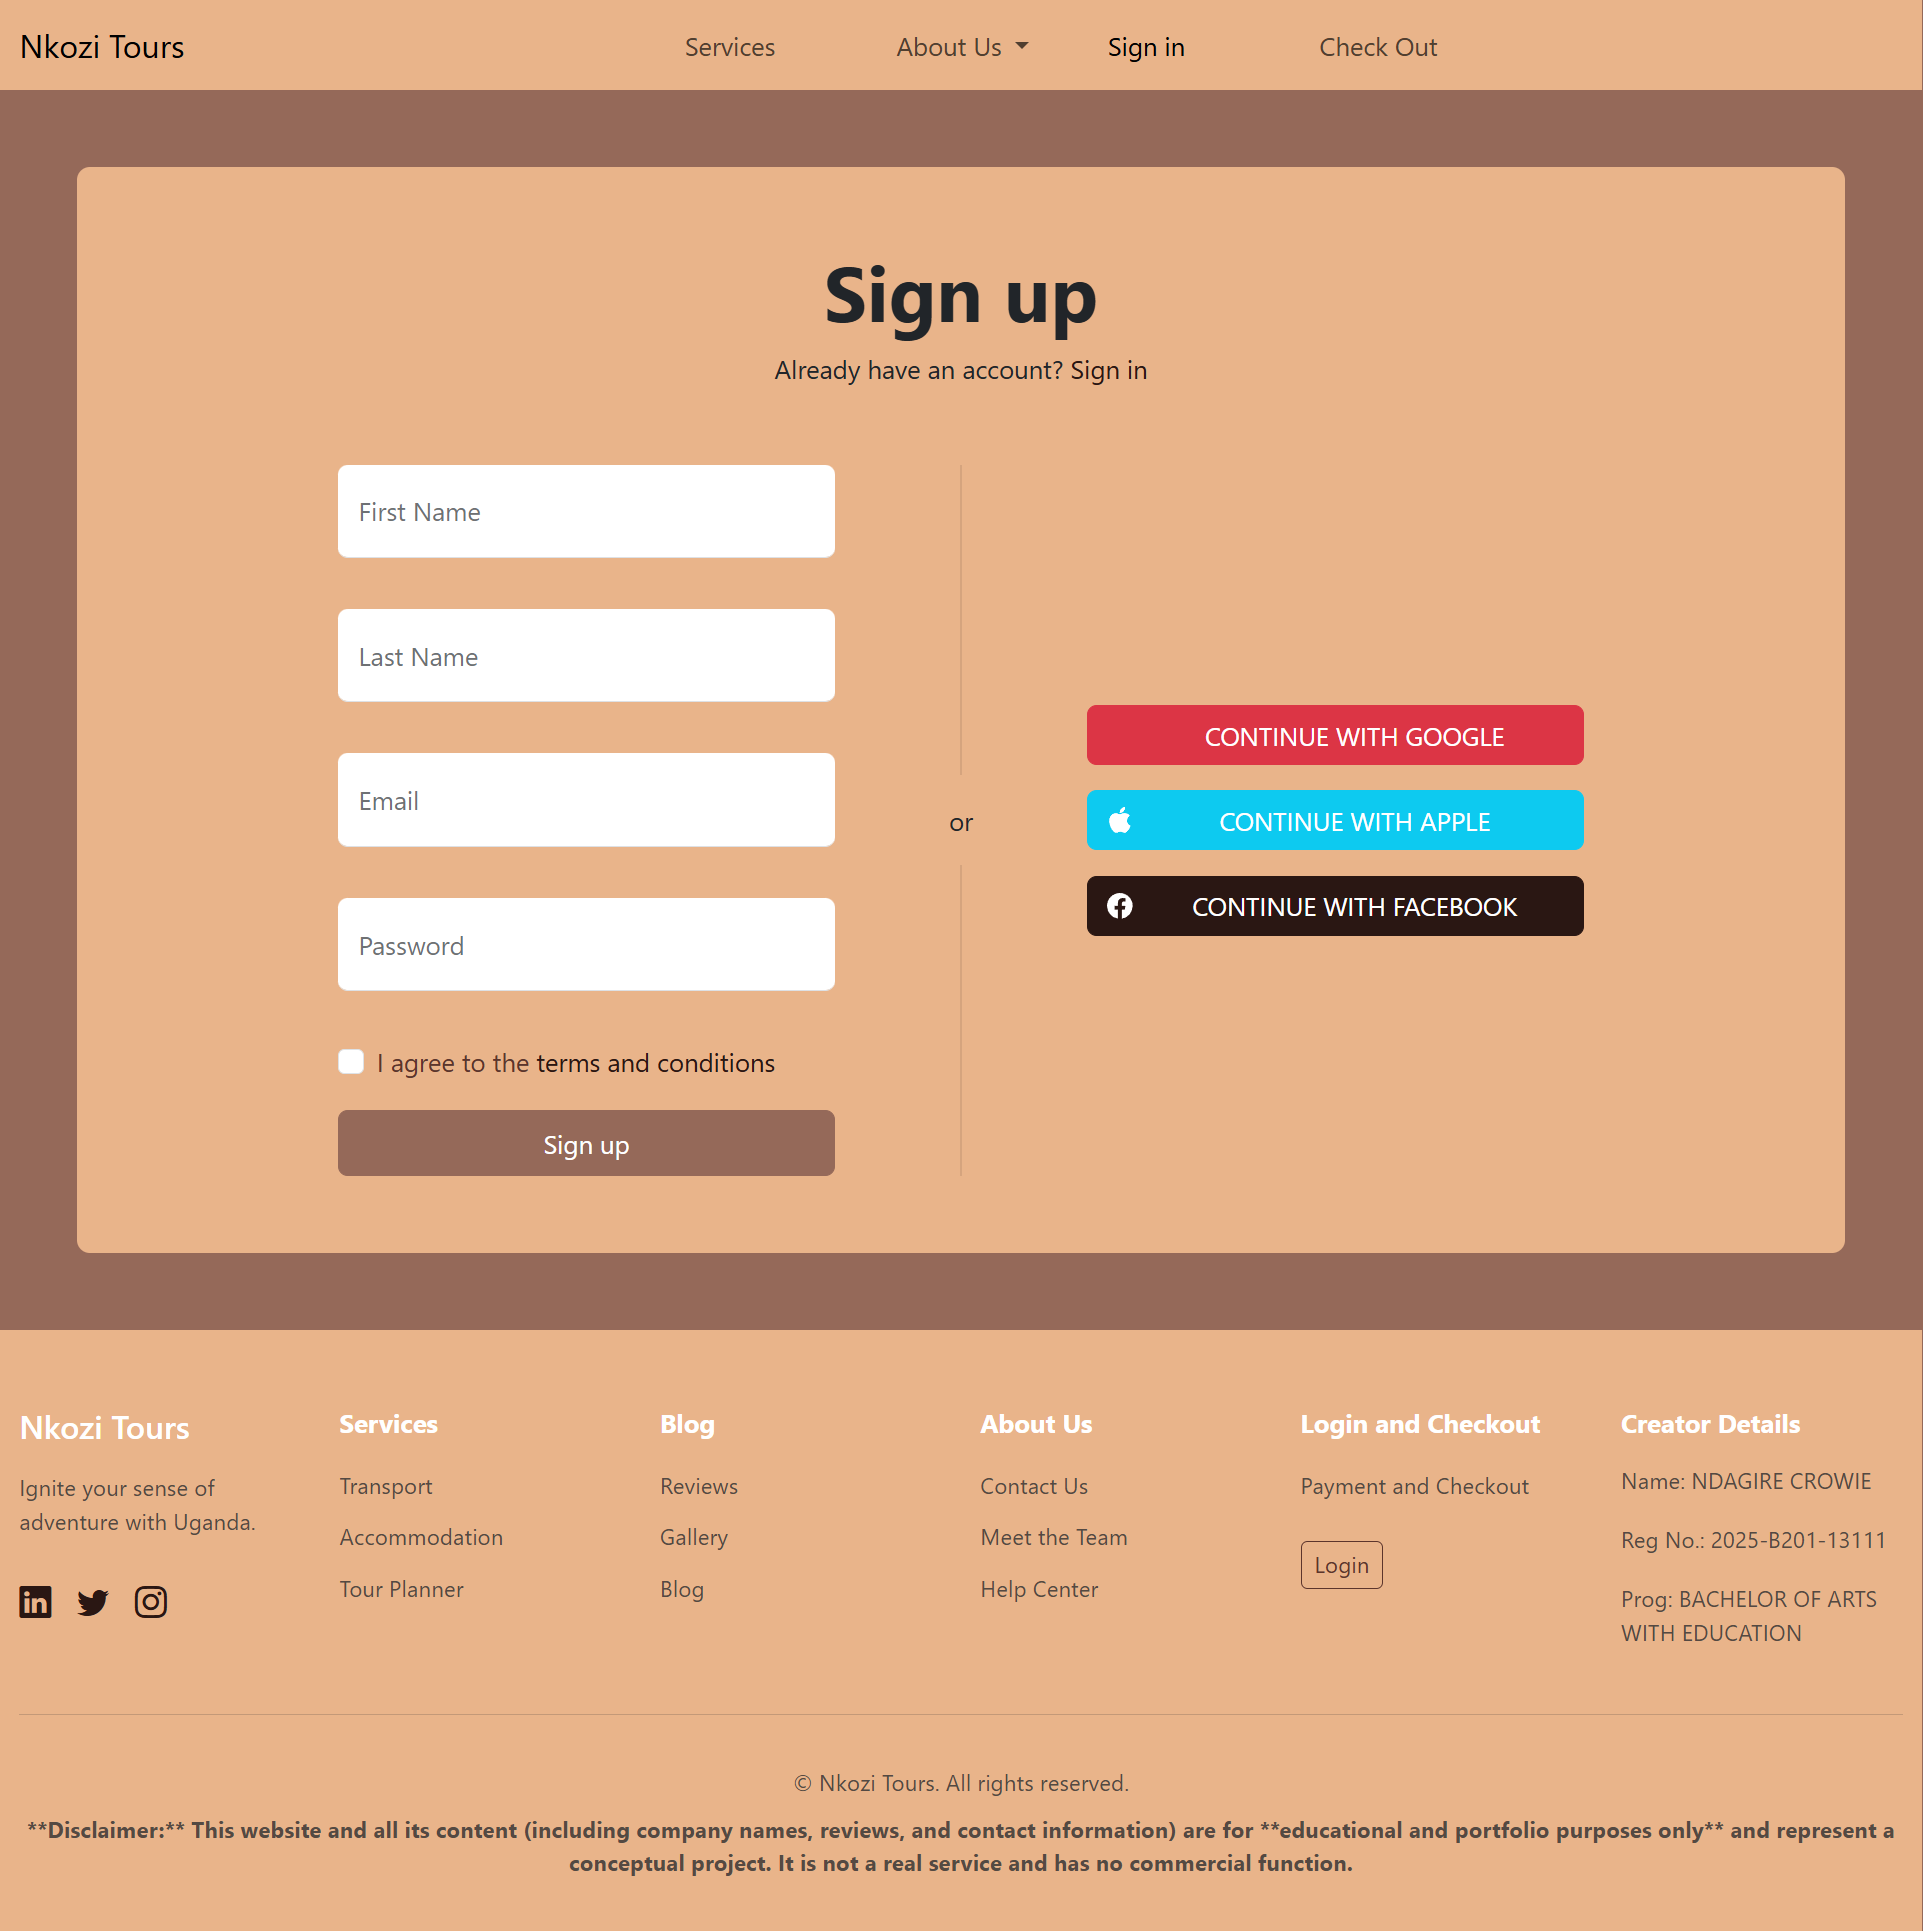 Nkozi Tours
Services
About Us
Sign in
Check Out
Sign up
Already have an account? Sign in
First Name
Last Name
Email
Password
I agree to the terms and conditions
Sign up
or
CONTINUE WITH GOOGLE
CONTINUE WITH APPLE
CONTINUE WITH FACEBOOK
Nkozi Tours
Ignite your sense of
adventure with Uganda.
Services
Transport
Accommodation
Tour Planner
Blog
Reviews
Gallery
Blog
About Us
Contact Us
Meet the Team
Help Center
Login and Checkout
Payment and Checkout
Login
Creator Details
Name: NDAGIRE CROWIE
Reg No.: 2025-B201-13111
Prog: BACHELOR OF ARTS
WITH EDUCATION
© Nkozi Tours. All rights reserved.
**Disclaimer:** This website and all its content (including company names, reviews, and contact information) are for **educational and portfolio purposes only** and represent a
conceptual project. It is not a real service and has no commercial function.